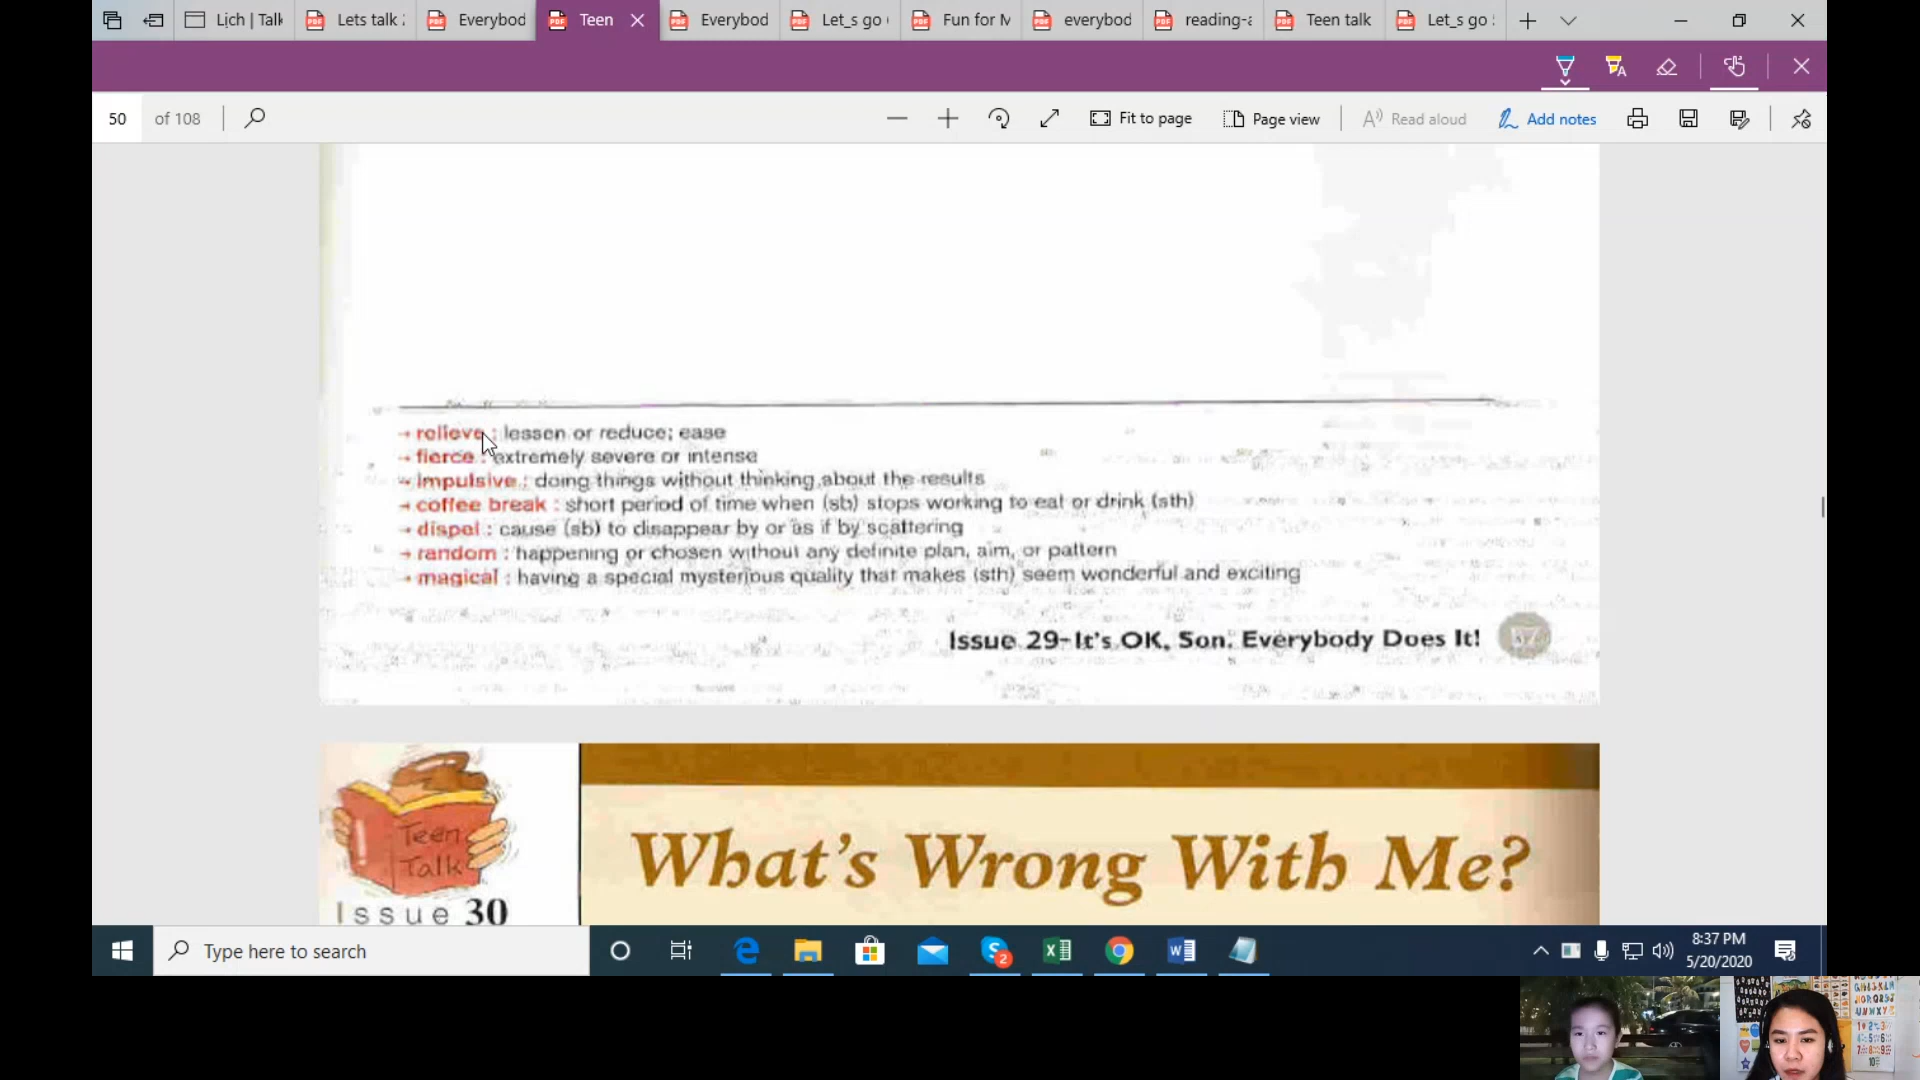 Lịch | Talk
Lets talk
Everybod
Teen
Everybod
Let_s go
Fun for M
everybod
reading-a
Teen talk
Let_s go
50 of 108
Fit to page
Page view
Read aloud
Add notes
→ relieve : lessen or reduce; ease
→ fierce : extremely severe or intense
→ impulsive : doing things without thinking about the results
→ coffee break : short period of time when (sb) stops working to eat or drink (sth)
→ dispel : cause (sb) to disappear by or as if by scattering
→ random : happening or chosen without any definite plan, aim, or pattern
→ magical : having a special mysterious quality that makes (sth) seem wonderful and exciting
Issue 29-It's OK, Son. Everybody Does It!
Teen
Talk
Issue 30
What's Wrong With Me?
Type here to search
2
8:37 PM
5/20/2020